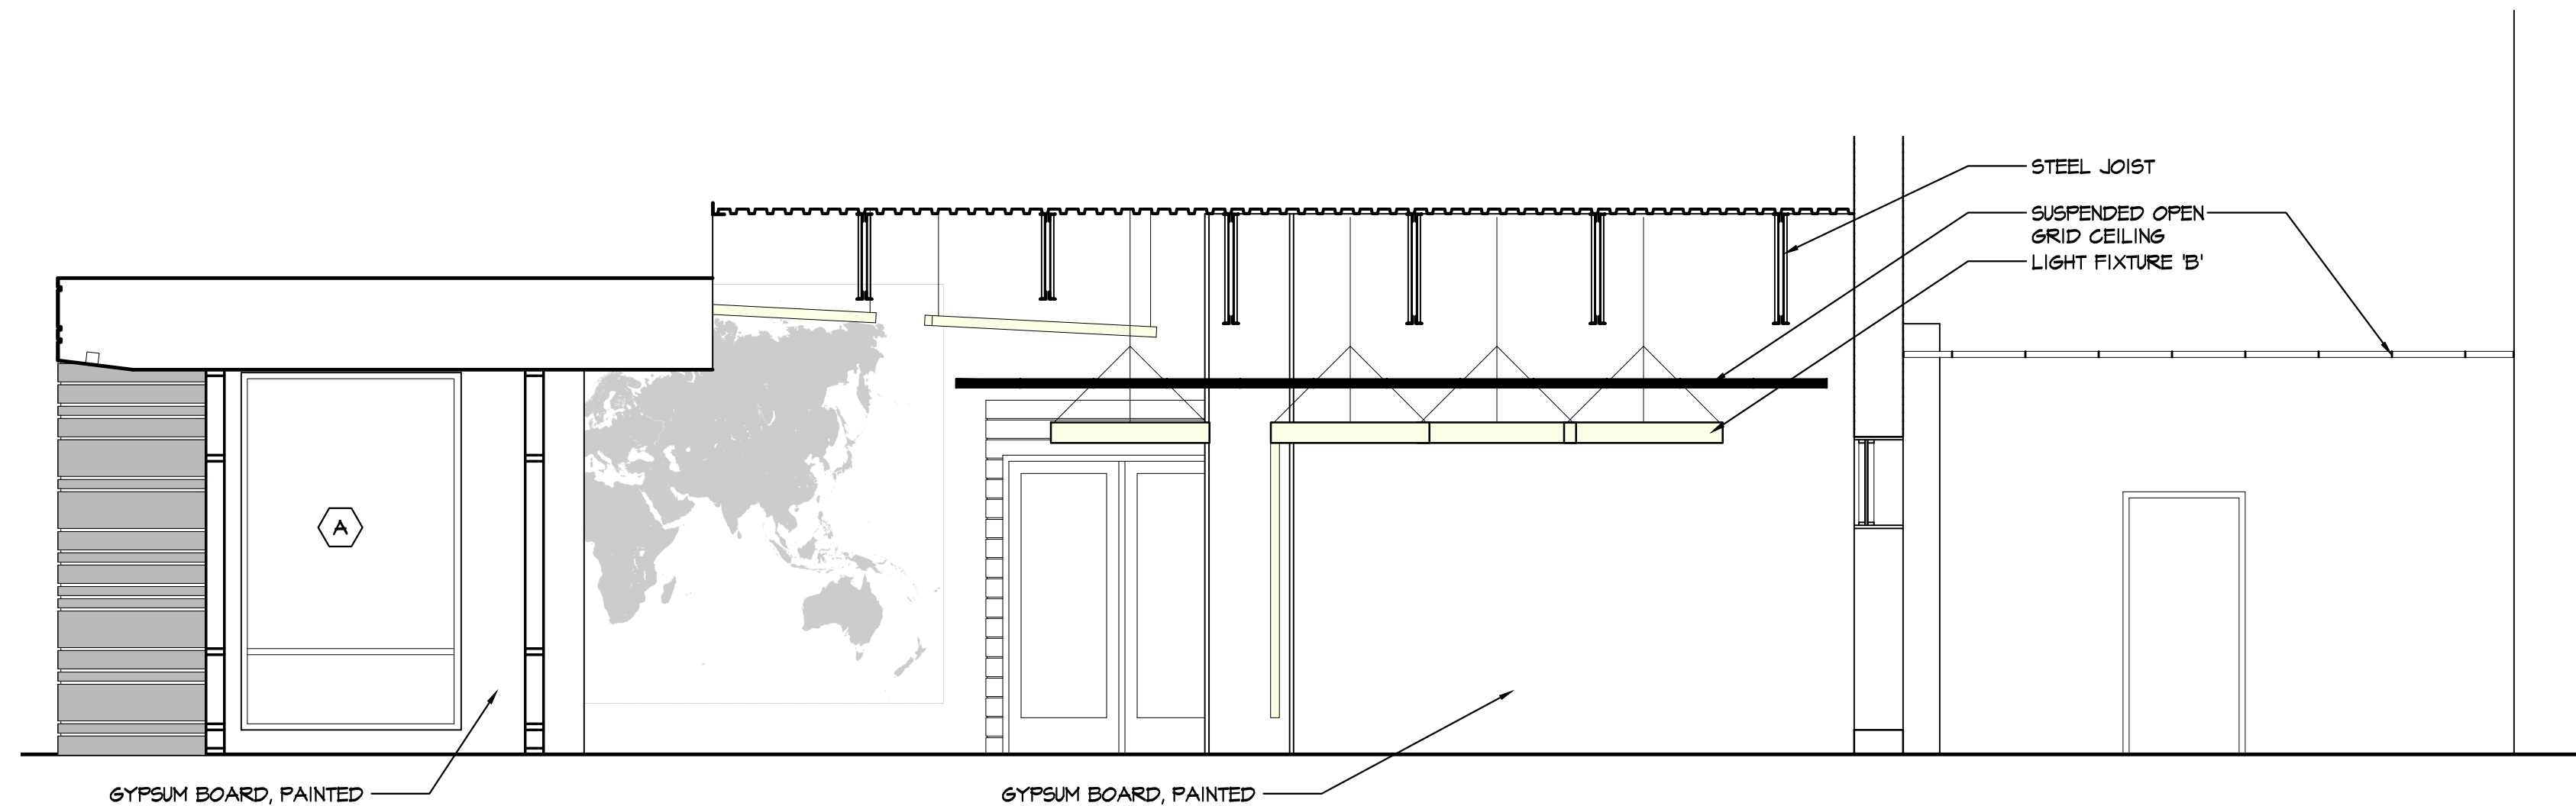 STEEL JOIST
SUSPENDED OPEN
GRID CEILING
LIGHT FIXTURE 'B'
A
GYPSUM BOARD, PAINTED
GYPSUM BOARD, PAINTED